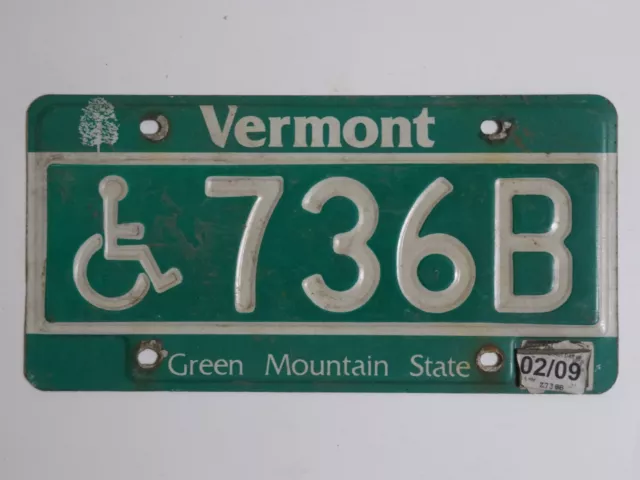 Vermont
736B
Green Mountain State
02/09